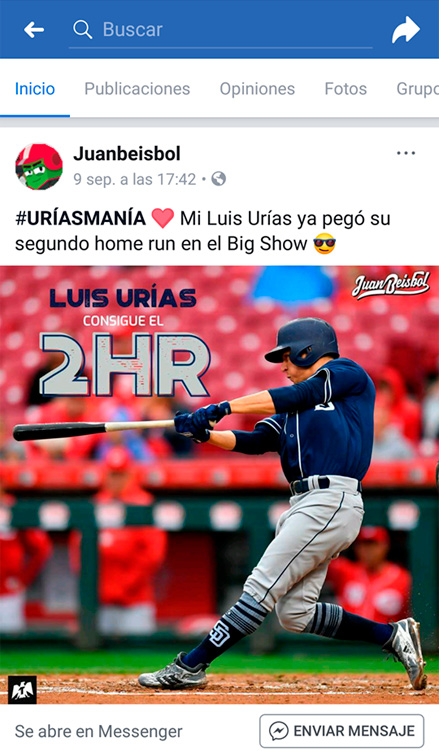 Buscar
Inicio Publicaciones Opiniones Fotos Grupo
Juanbeisbol
9 sep. a las 17:42 •
#URÍASMANÍA ❤️ Mi Luis Urías ya pegó su
segundo home run en el Big Show 😎
JuanBeisbol
LUIS URÍAS
CONSIGUE EL
2HR
SD
Se abre en Messenger
ENVIAR MENSAJE